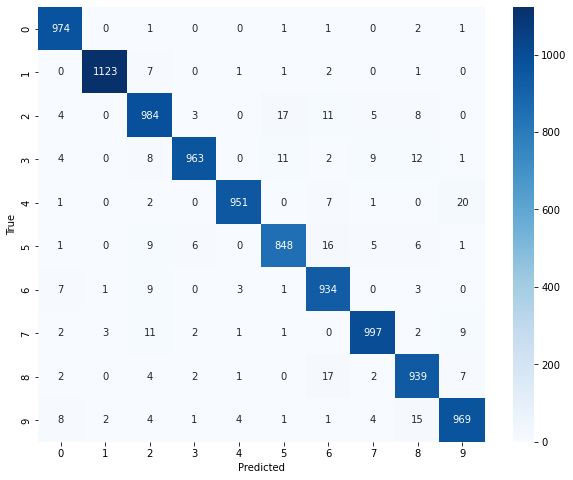 0 974 0 1 0 0 1 1 0 2 1
1 0 1123 7 0 1 1 2 0 1 0
2 4 0 984 3 0 17 11 5 8 0
3 4 0 8 963 0 11 2 9 12 1
4 1 0 2 0 951 0 7 1 0 20
5 1 0 9 6 0 848 16 5 6 1
6 7 1 9 0 3 1 934 0 3 0
7 2 3 11 2 1 1 0 997 2 9
8 2 0 4 2 1 0 17 2 939 7
9 8 2 4 1 4 1 1 4 15 969
0 1 2 3 4 5 6 7 8 9
True
Predicted
1000
800
600
400
200
0